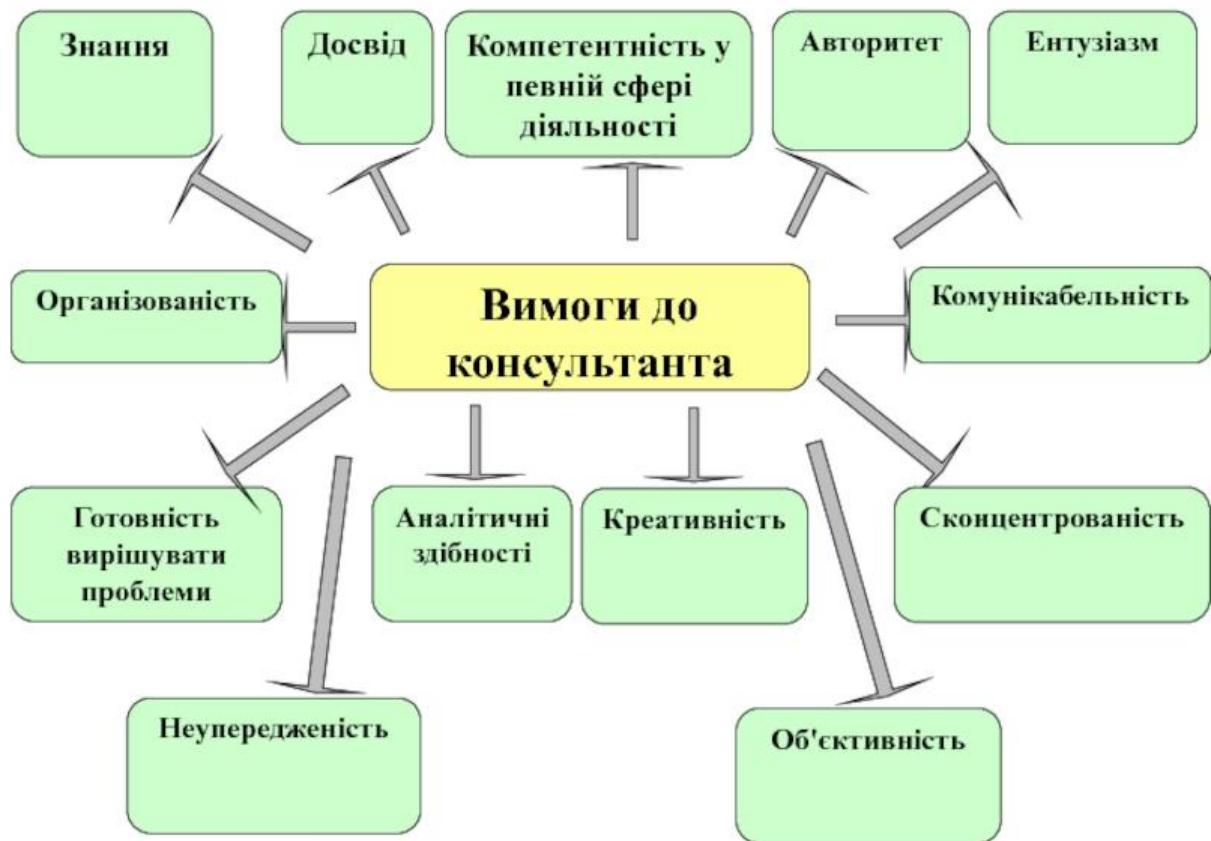 Знання
Досвід
Компетентність у
певній сфері
діяльності
Авторитет
Ентузіазм
Організованість
Вимоги до
консультанта
Комунікабельність
Готовність
вирішувати
проблеми
Аналітичні
здібності
Креативність
Сконцентрованість
Неупередженість
Об'єктивність